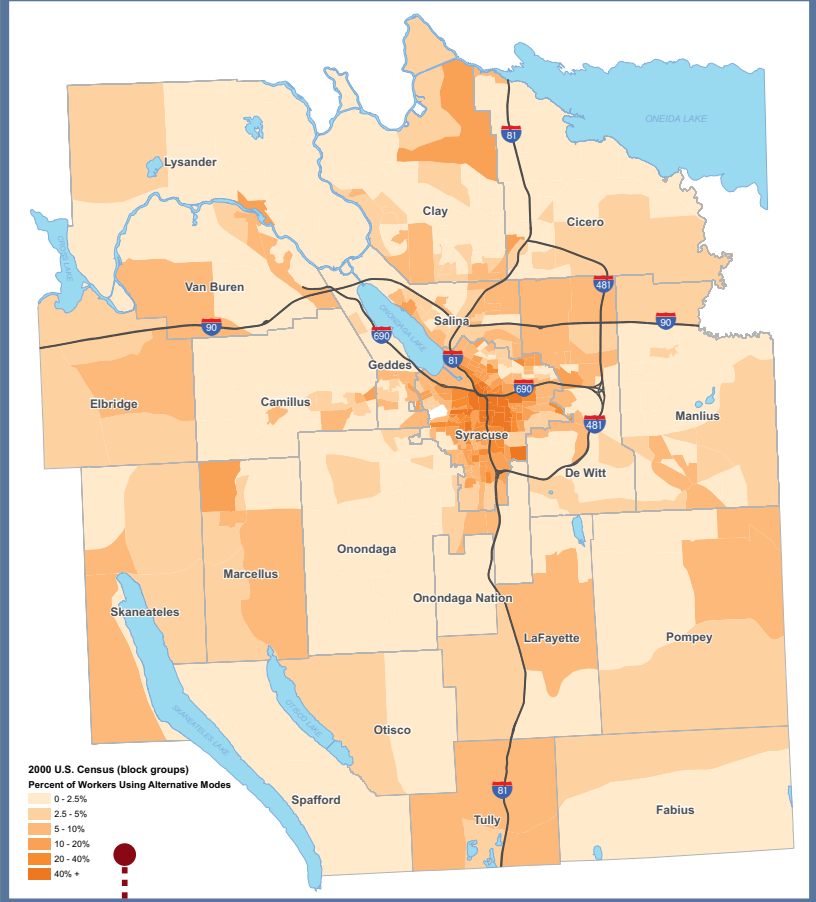 ONEIDA LAKE
81
Lysander
Clay
Cicero
CROSS LAKE
Van Buren
481
90
Salina
90
ONONDAGA LAKE
690
81
Geddes
690
Elbridge
Camillus
Manlius
481
Syracuse
De Witt
Onondaga
Marcellus
Onondaga Nation
Skaneateles
LaFayette
Pompey
SKANEATELES LAKE
OTISCO LAKE
Otisco
2000 U.S. Census (block groups)
Percent of Workers Using Alternative Modes
0 - 2.5%
2.5 - 5%
5 - 10%
10 - 20%
20 - 40%
40% +
81
Spafford
Tully
Fabius